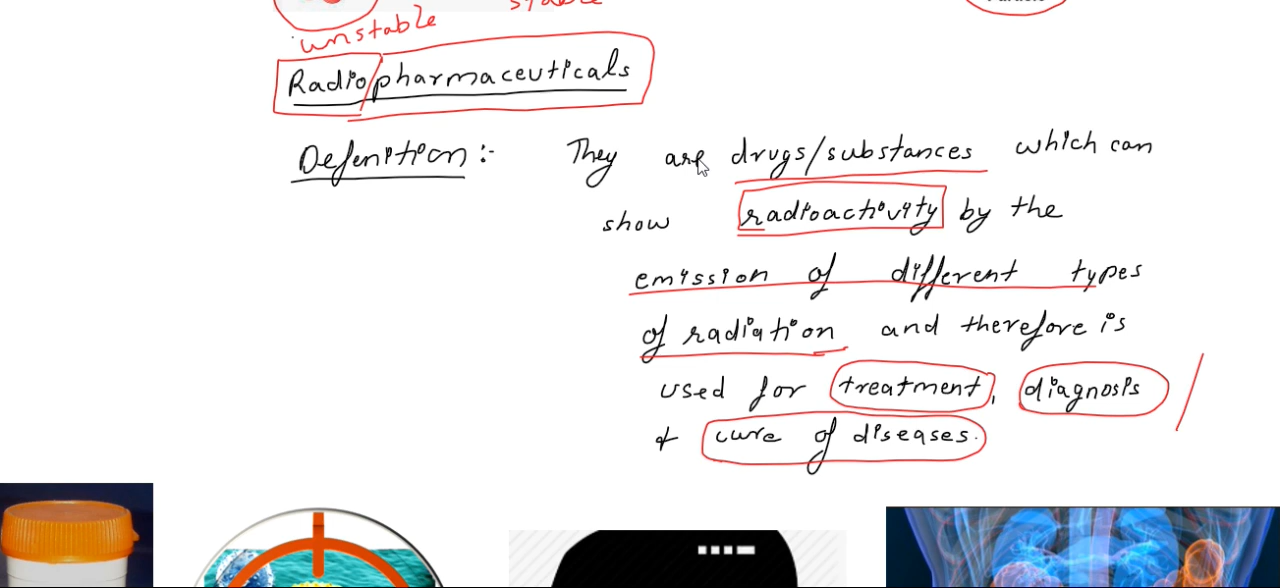 stable
unstable
Radiopharmaceuticals
Defenition :- They are drugs/substances which can
show radioactivity by the
emission of different types
of radiation and therefore is
used for treatment, diagnosis
& cure of diseases.